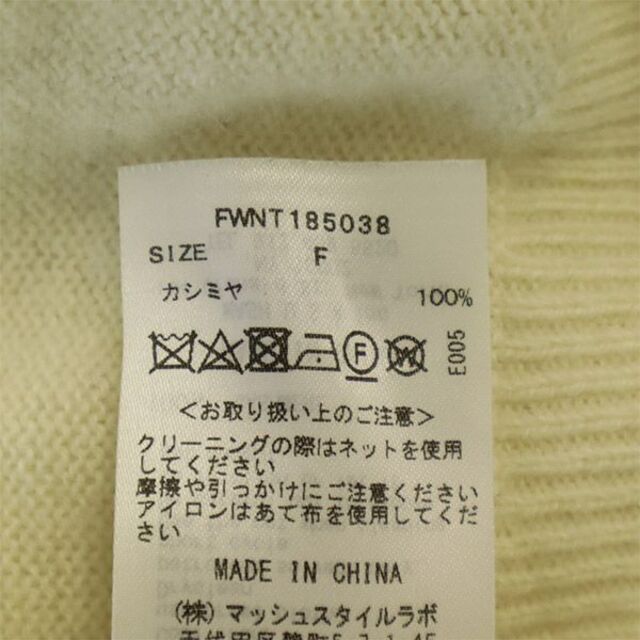 FWNT185038
SIZE F
カシミヤ 100%
F W E005
<お取り扱い上のご注意>
クリーニングの際はネットを使用
してください
摩擦や引っかけにご注意ください
アイロンはあて布を使用してくだ
さい
MADE IN CHINA
(株)マッシュスタイルラボ